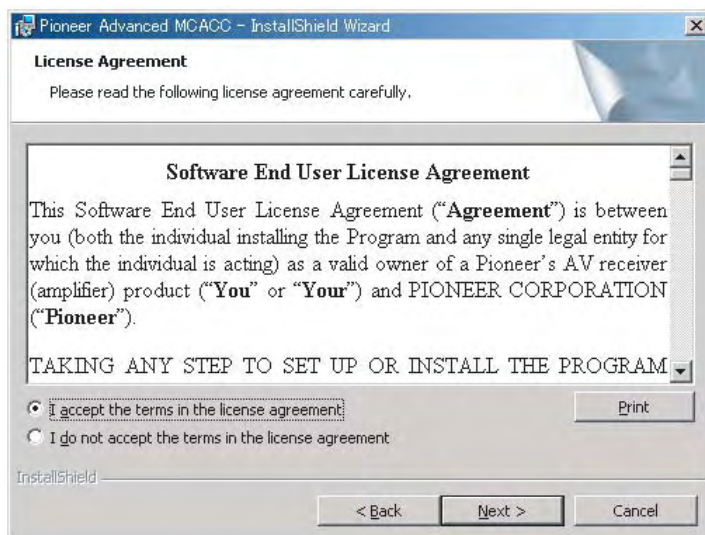 Pioneer Advanced MCACC - InstallShield Wizard
License Agreement
Please read the following license agreement carefully.
Software End User License Agreement
This Software End User License Agreement (“Agreement”) is between
you (both the individual installing the Program and any single legal entity for
which the individual is acting) as a valid owner of a Pioneer’s AV receiver
(amplifier) product (“You” or “Your”) and PIONEER CORPORATION
(“Pioneer”).
TAKING ANY STEP TO SET UP OR INSTALL THE PROGRAM
I accept the terms in the license agreement
Print
I do not accept the terms in the license agreement
InstallShield
< Back
Next >
Cancel